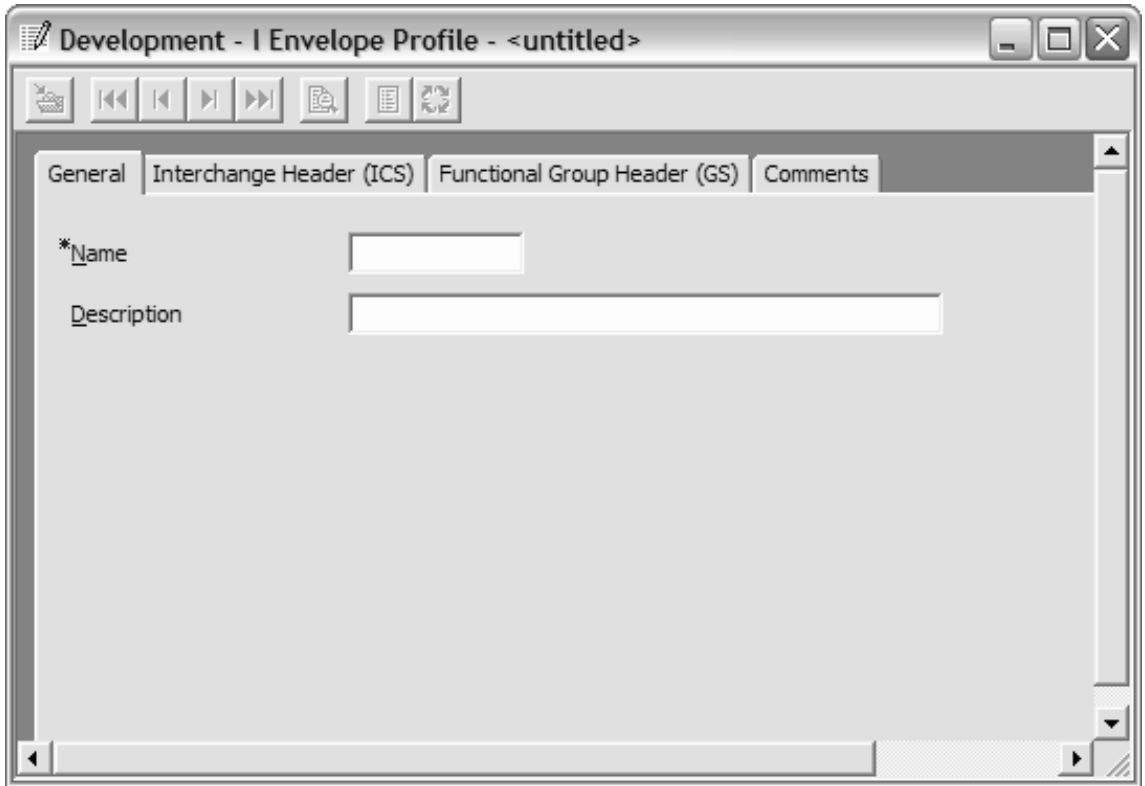 Development - I Envelope Profile - <untitled>
General Interchange Header (ICS) Functional Group Header (GS) Comments
*Name
Description